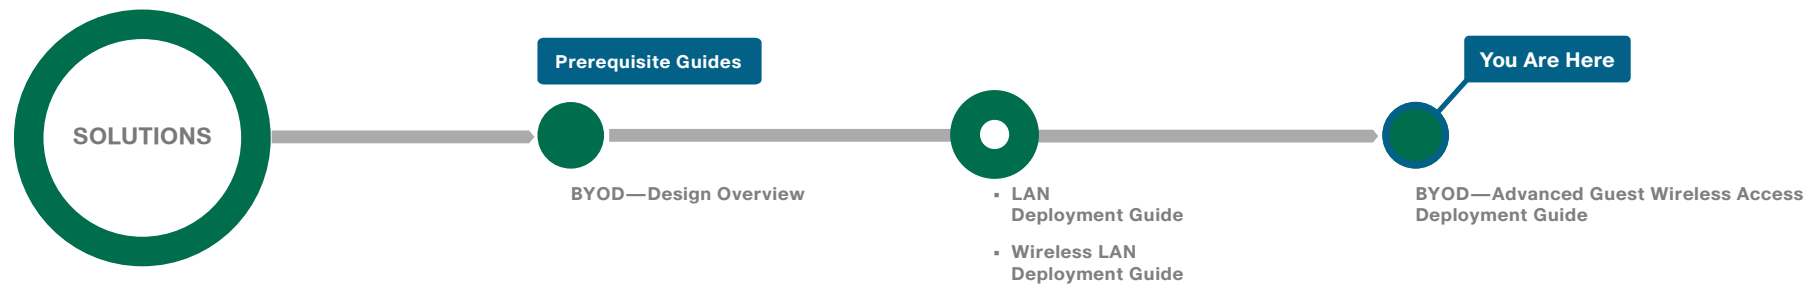 SOLUTIONS
Prerequisite Guides
You Are Here
BYOD—Design Overview
▪ LAN
Deployment Guide
▪ Wireless LAN
Deployment Guide
BYOD—Advanced Guest Wireless Access
Deployment Guide